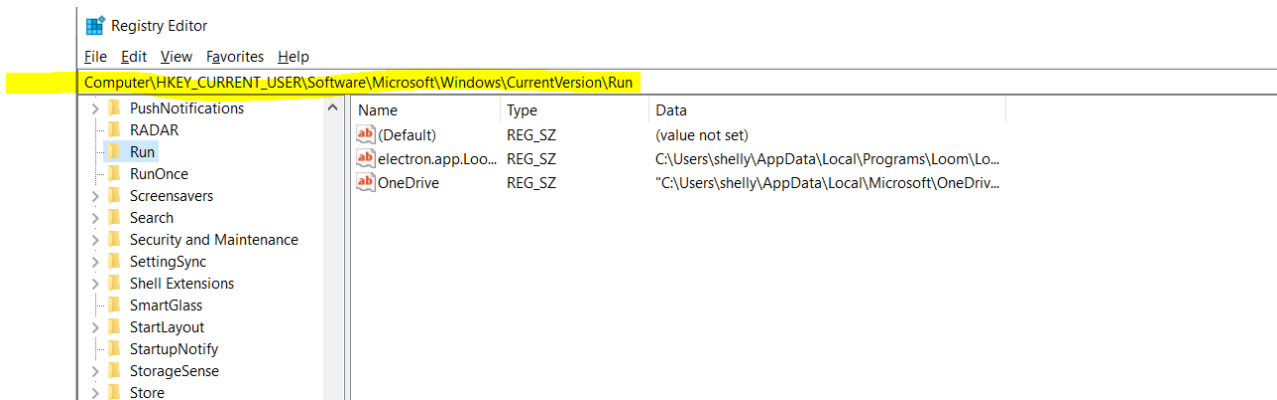 Registry Editor
File Edit View Favorites Help
Computer\HKEY_CURRENT_USER\Software\Microsoft\Windows\CurrentVersion\Run
PushNotifications
RADAR
Run
RunOnce
Screensavers
Search
Security and Maintenance
SettingSync
Shell Extensions
SmartGlass
StartLayout
StartupNotify
StorageSense
Store
Name Type Data
ab (Default) REG_SZ (value not set)
ab electron.app.Loo... REG_SZ C:\Users\shelly\AppData\Local\Programs\Loom\Lo...
ab OneDrive REG_SZ "C:\Users\shelly\AppData\Local\Microsoft\OneDriv...